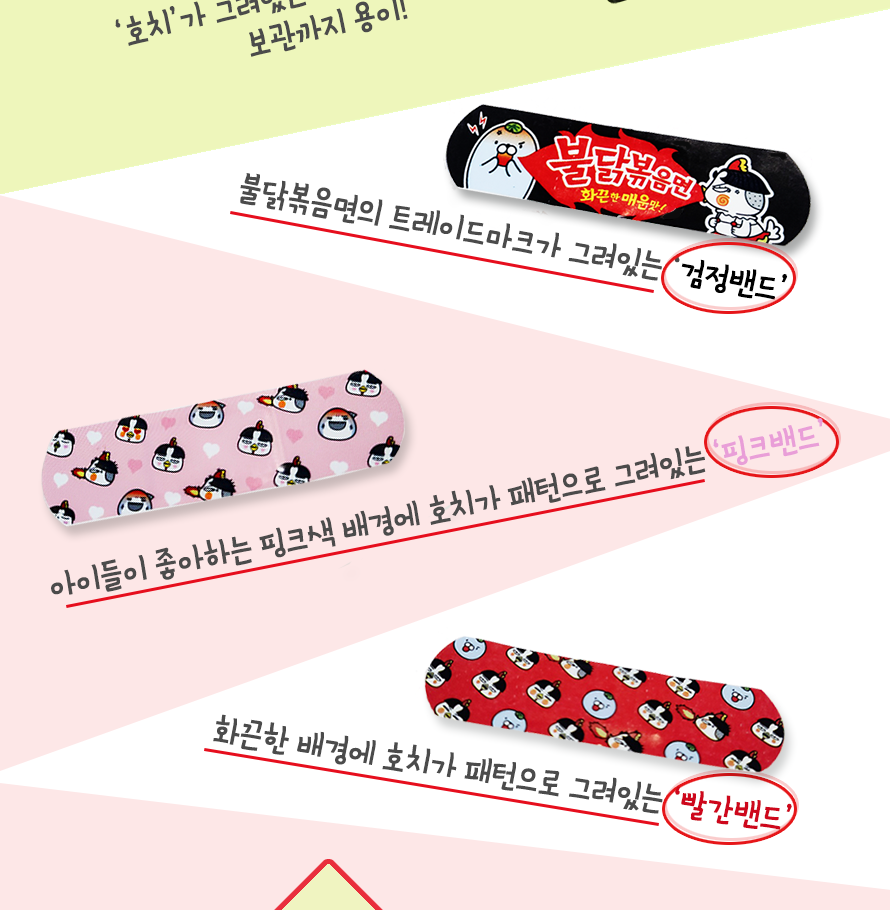 ‘호치’가 그려있는
보관까지 용이!
불닭볶음면
화끈한 매운맛!
불닭볶음면의 트레이드마크가 그려있는 ‘검정밴드’
아이들이 좋아하는 핑크색 배경에 호치가 패턴으로 그려있는 ‘핑크밴드’
화끈한 배경에 호치가 패턴으로 그려있는 ‘빨간밴드’